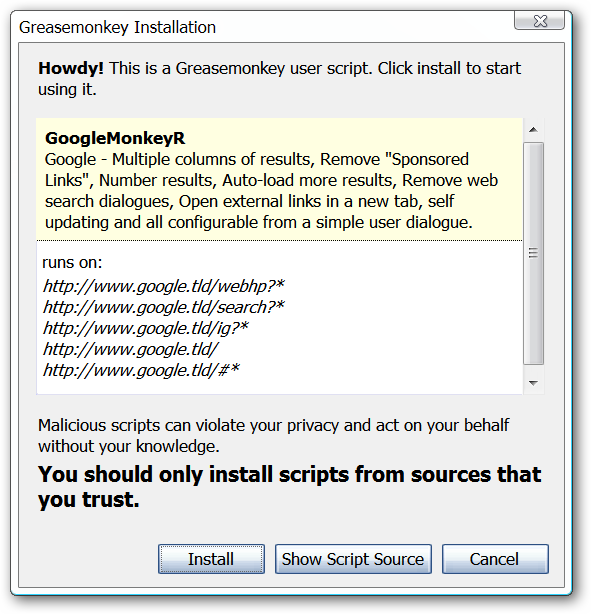 Greasemonkey Installation
Howdy! This is a Greasemonkey user script. Click install to start
using it.
GoogleMonkeyR
Google - Multiple columns of results, Remove "Sponsored
Links", Number results, Auto-load more results, Remove web
search dialogues, Open external links in a new tab, self
updating and all configurable from a simple user dialogue.
runs on:
http://www.google.tld/webhp?*
http://www.google.tld/search?*
http://www.google.tld/ig?*
http://www.google.tld/
http://www.google.tld/#*
Malicious scripts can violate your privacy and act on your behalf
without your knowledge.
You should only install scripts from sources that
you trust.
Install Show Script Source Cancel